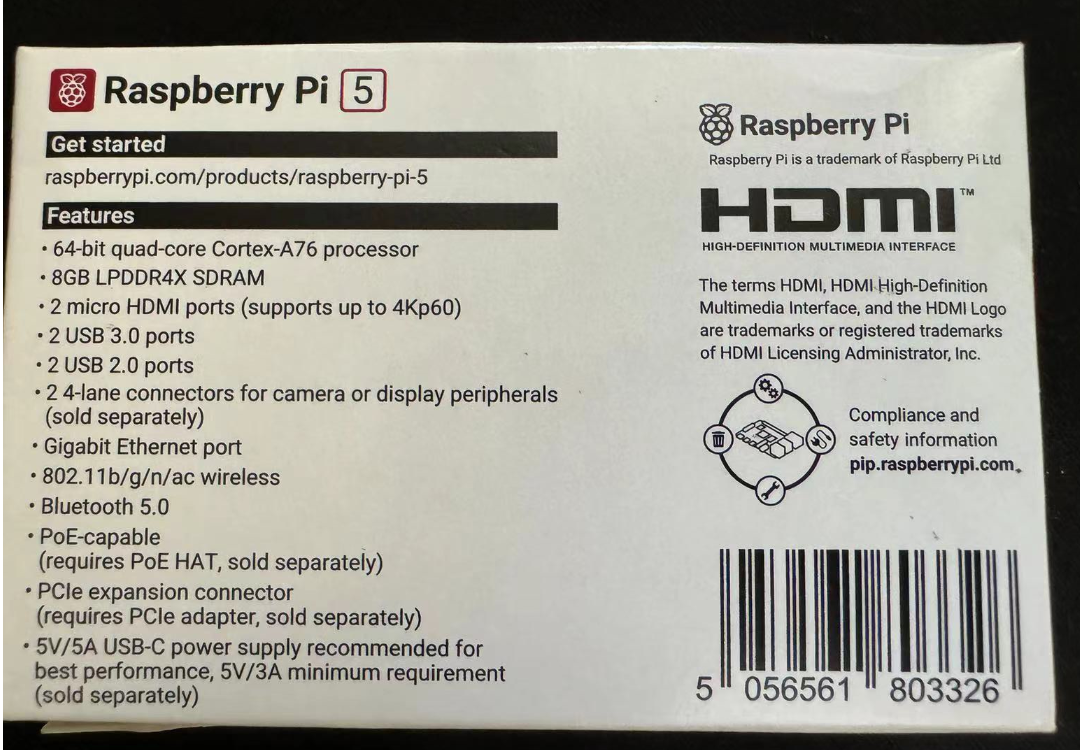 Raspberry Pi 5
Get started
raspberrypi.com/products/raspberry-pi-5
Features
• 64-bit quad-core Cortex-A76 processor
• 8GB LPDDR4X SDRAM
• 2 micro HDMI ports (supports up to 4Kp60)
• 2 USB 3.0 ports
• 2 USB 2.0 ports
• 2 4-lane connectors for camera or display peripherals
(sold separately)
• Gigabit Ethernet port
• 802.11b/g/n/ac wireless
• Bluetooth 5.0
• PoE-capable
(requires PoE HAT, sold separately)
• PCIe expansion connector
(requires PCIe adapter, sold separately)
• 5V/5A USB-C power supply recommended for
best performance, 5V/3A minimum requirement
(sold separately)
Raspberry Pi
Raspberry Pi is a trademark of Raspberry Pi Ltd
HDMI™
HIGH-DEFINITION MULTIMEDIA INTERFACE
The terms HDMI, HDMI High-Definition
Multimedia Interface, and the HDMI Logo
are trademarks or registered trademarks
of HDMI Licensing Administrator, Inc.
Compliance and
safety information
pip.raspberrypi.com
5 056561 803326